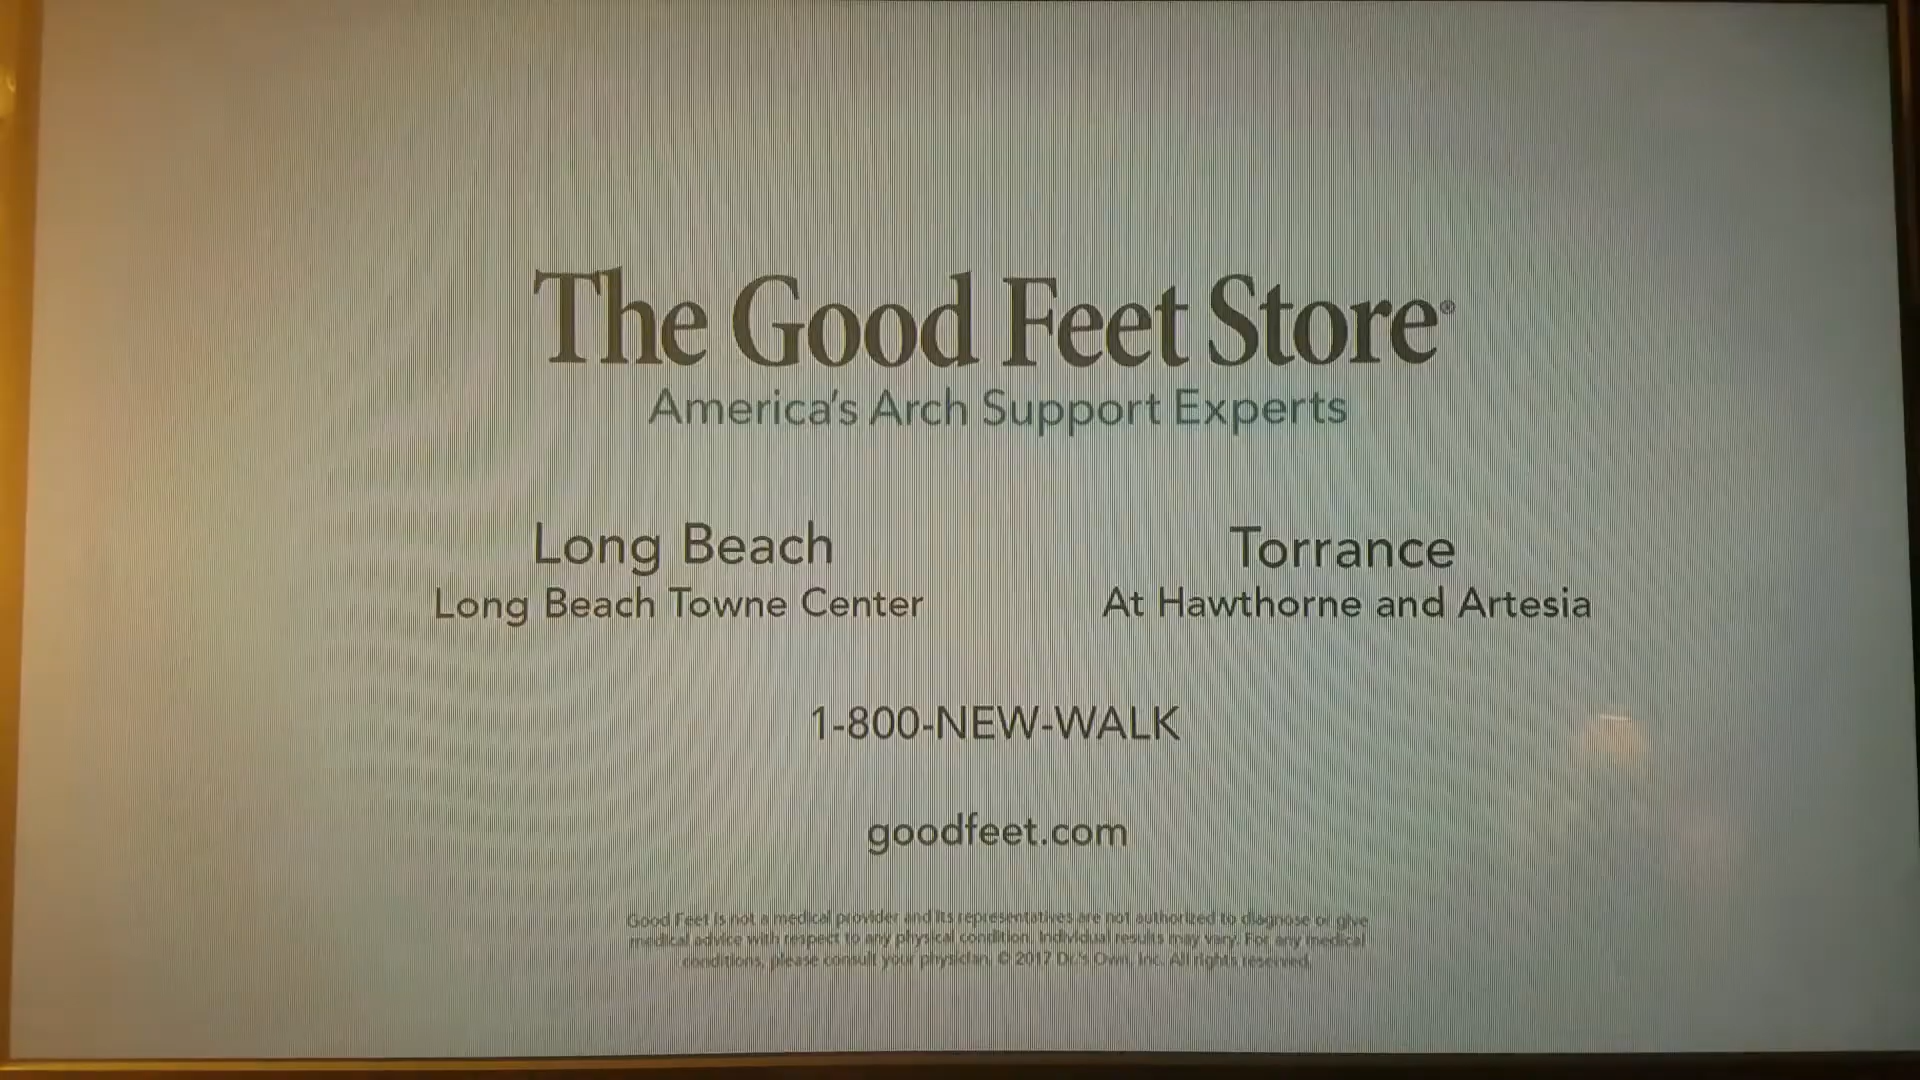 The Good Feet Store®
America's Arch Support Experts
Long Beach
Long Beach Towne Center
Torrance
At Hawthorne and Artesia
1-800-NEW-WALK
goodfeet.com
Good Feet is not a medical provider and its representatives are not authorized to diagnose or give
medical advice with respect to any physical condition. Individual results may vary. For any medical
conditions, please consult your physician. © 2017 Dr.'s Own, Inc. All rights reserved.